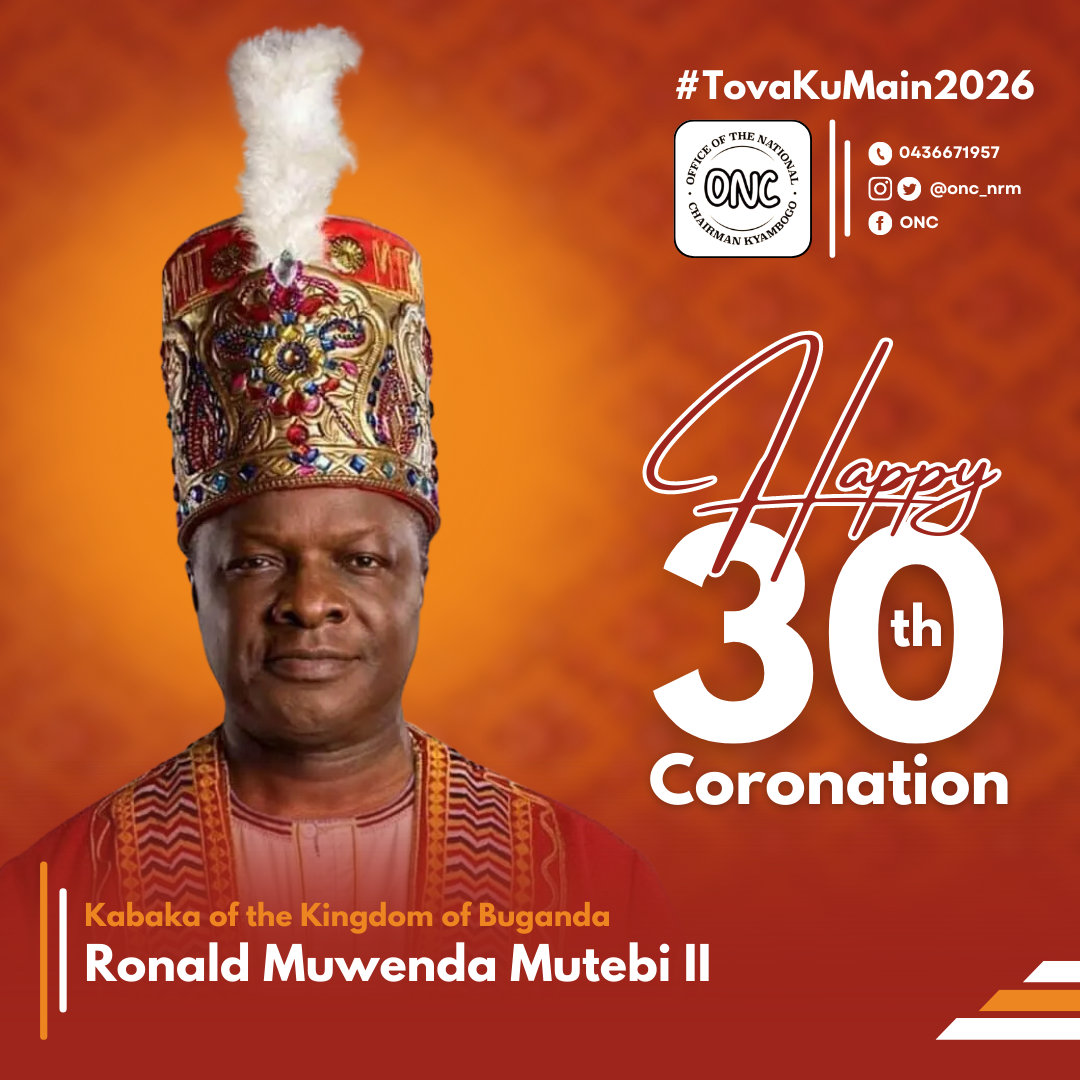 #TovaKuMain2026
OFFICE OF THE NATIONAL
ONC
CHAIRMAN KYAMBOGO
0436671957
@onc_nrm
ONC
Happy
30th
Coronation
Kabaka of the Kingdom of Buganda
Ronald Muwenda Mutebi II